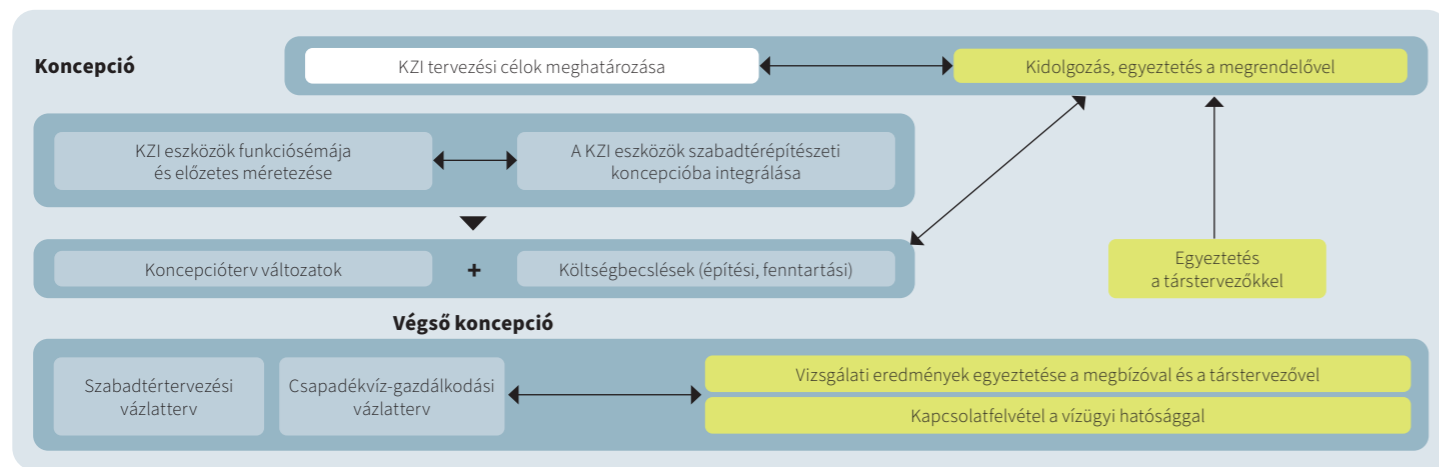 Koncepció
KZI tervezési célok meghatározása
Kidolgozás, egyeztetés a megrendelővel
KZI eszközök funkciósémája
és előzetes méretezése
A KZI eszközök szabadtérépítészeti
koncepcióba integrálása
Koncepcióterv változatok
+
Költségbecslések (építési, fenntartási)
Egyeztetés
a társtervezőkkel
Végső koncepció
Szabadtértervezési
vázlatterv
Csapadékvíz-gazdálkodási
vázlatterv
Vizsgálati eredmények egyeztetése a megbízóval és a társtervezővel
Kapcsolatfelvétel a vízügyi hatósággal